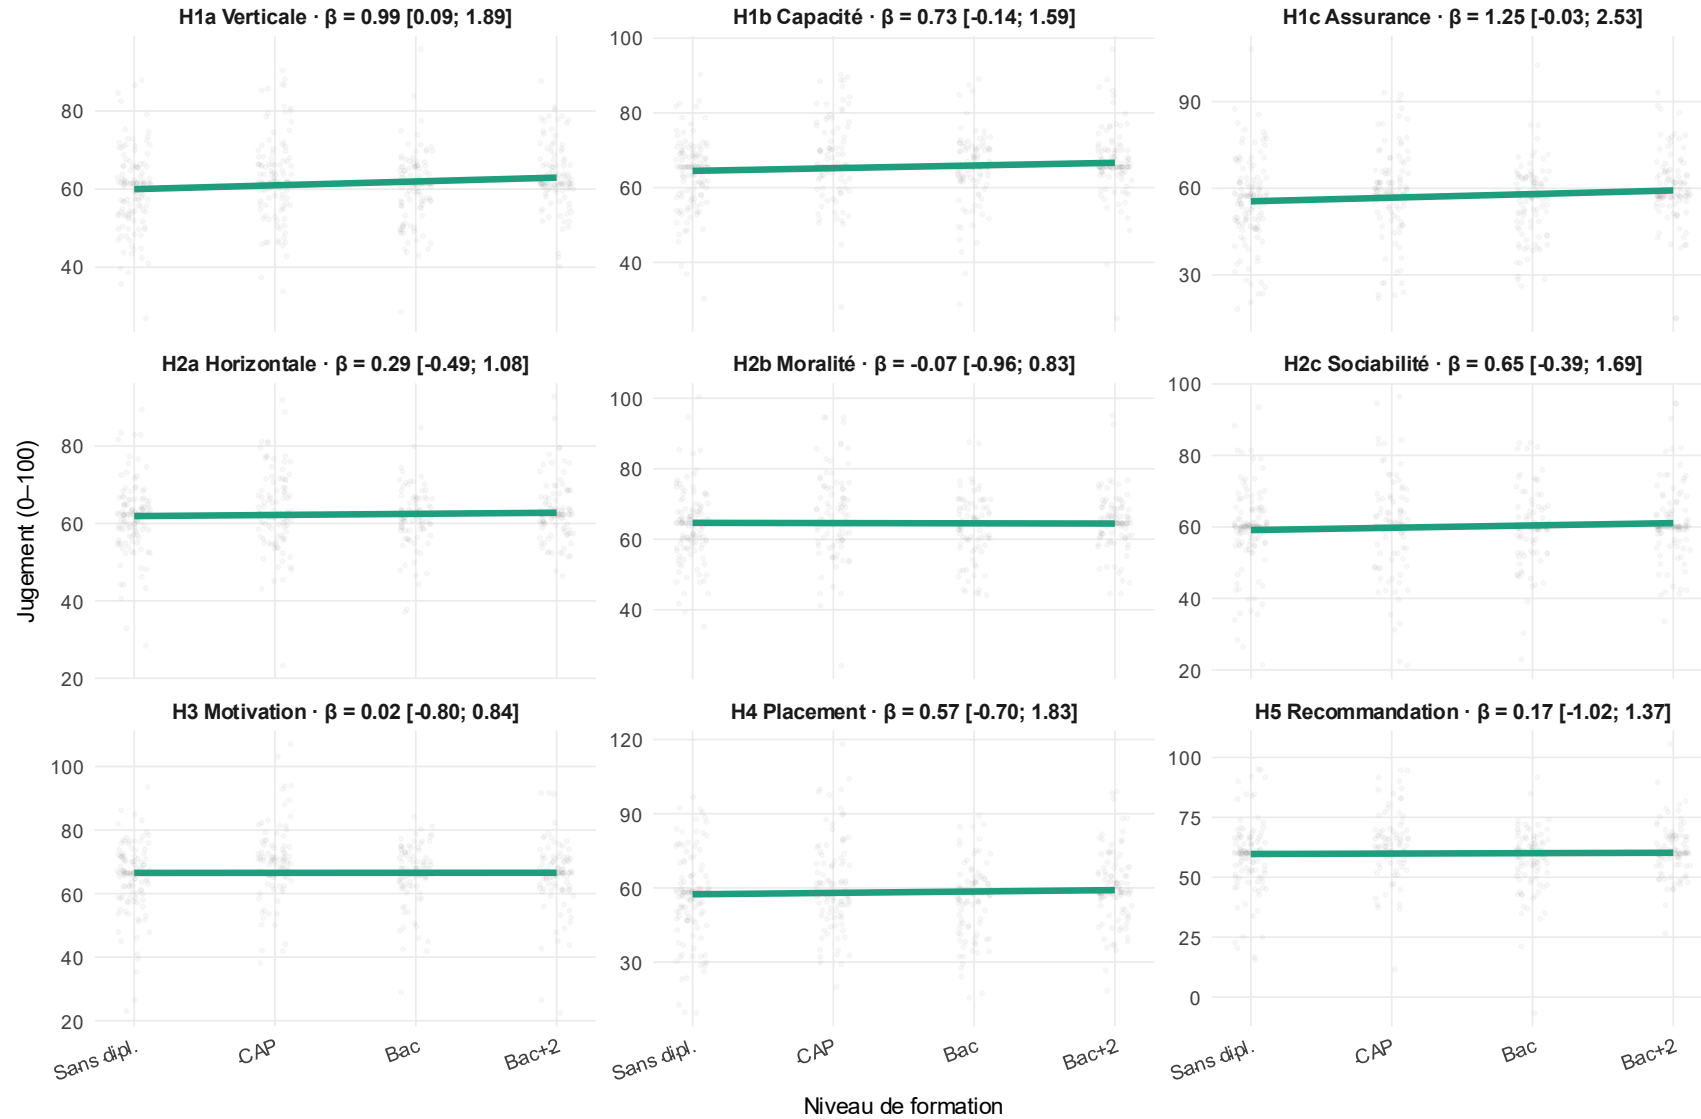 H1a Verticale · β = 0.99 [0.09; 1.89]
H1b Capacité · β = 0.73 [-0.14; 1.59]
H1c Assurance · β = 1.25 [-0.03; 2.53]
80
60
40
100
80
60
40
90
60
30
H2a Horizontale · β = 0.29 [-0.49; 1.08]
H2b Moralité · β = -0.07 [-0.96; 0.83]
H2c Sociabilité · β = 0.65 [-0.39; 1.69]
80
60
40
20
100
80
60
40
100
80
60
40
20
Jugement (0–100)
H3 Motivation · β = 0.02 [-0.80; 0.84]
H4 Placement · β = 0.57 [-0.70; 1.83]
H5 Recommandation · β = 0.17 [-1.02; 1.37]
100
80
60
40
20
120
90
60
30
100
75
50
25
0
Sans dipl.
CAP
Bac
Bac+2
Sans dipl.
CAP
Bac
Bac+2
Sans dipl.
CAP
Bac
Bac+2
Niveau de formation